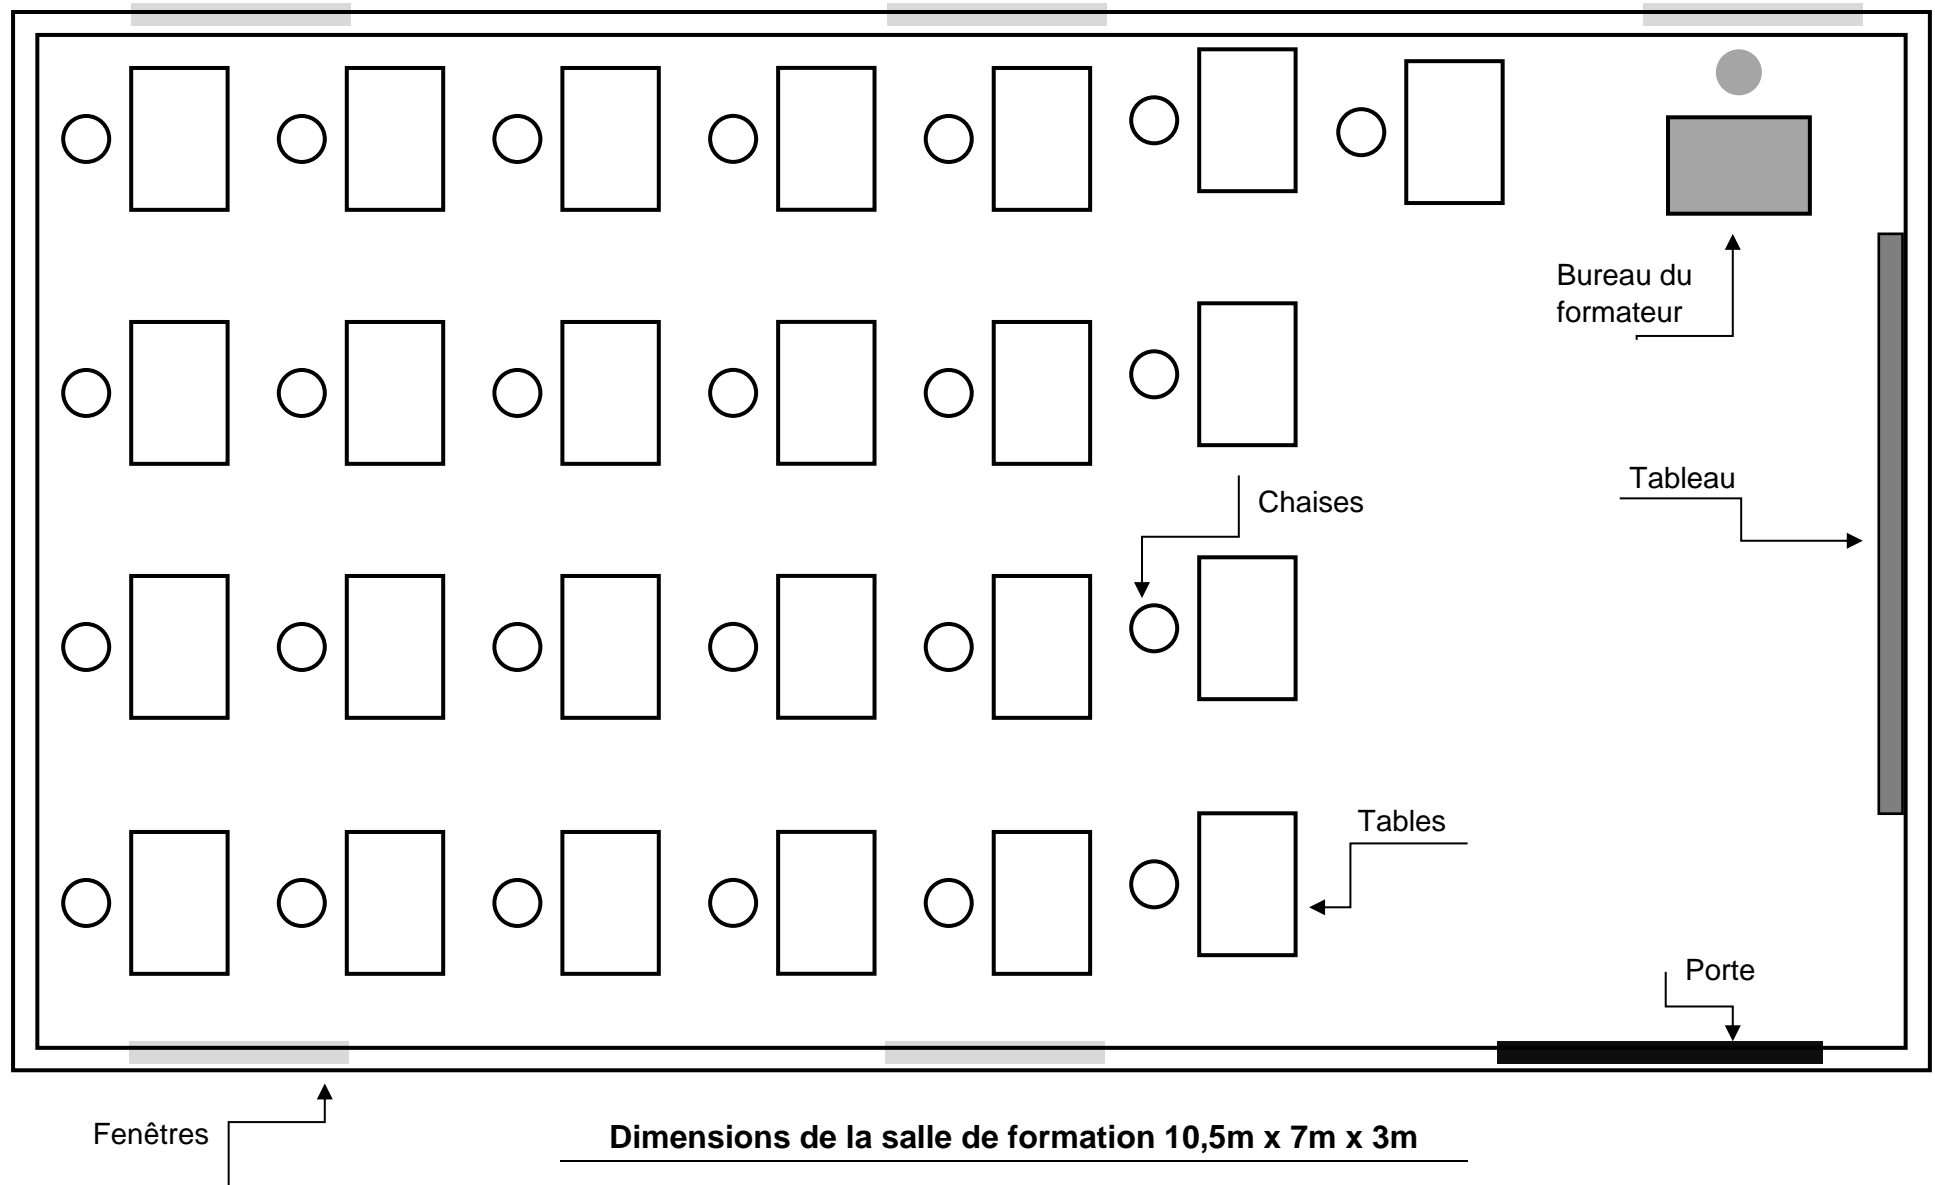 Bureau du
formateur
Tableau
Chaises
Tables
Porte
Fenêtres
Dimensions de la salle de formation 10,5m x 7m x 3m